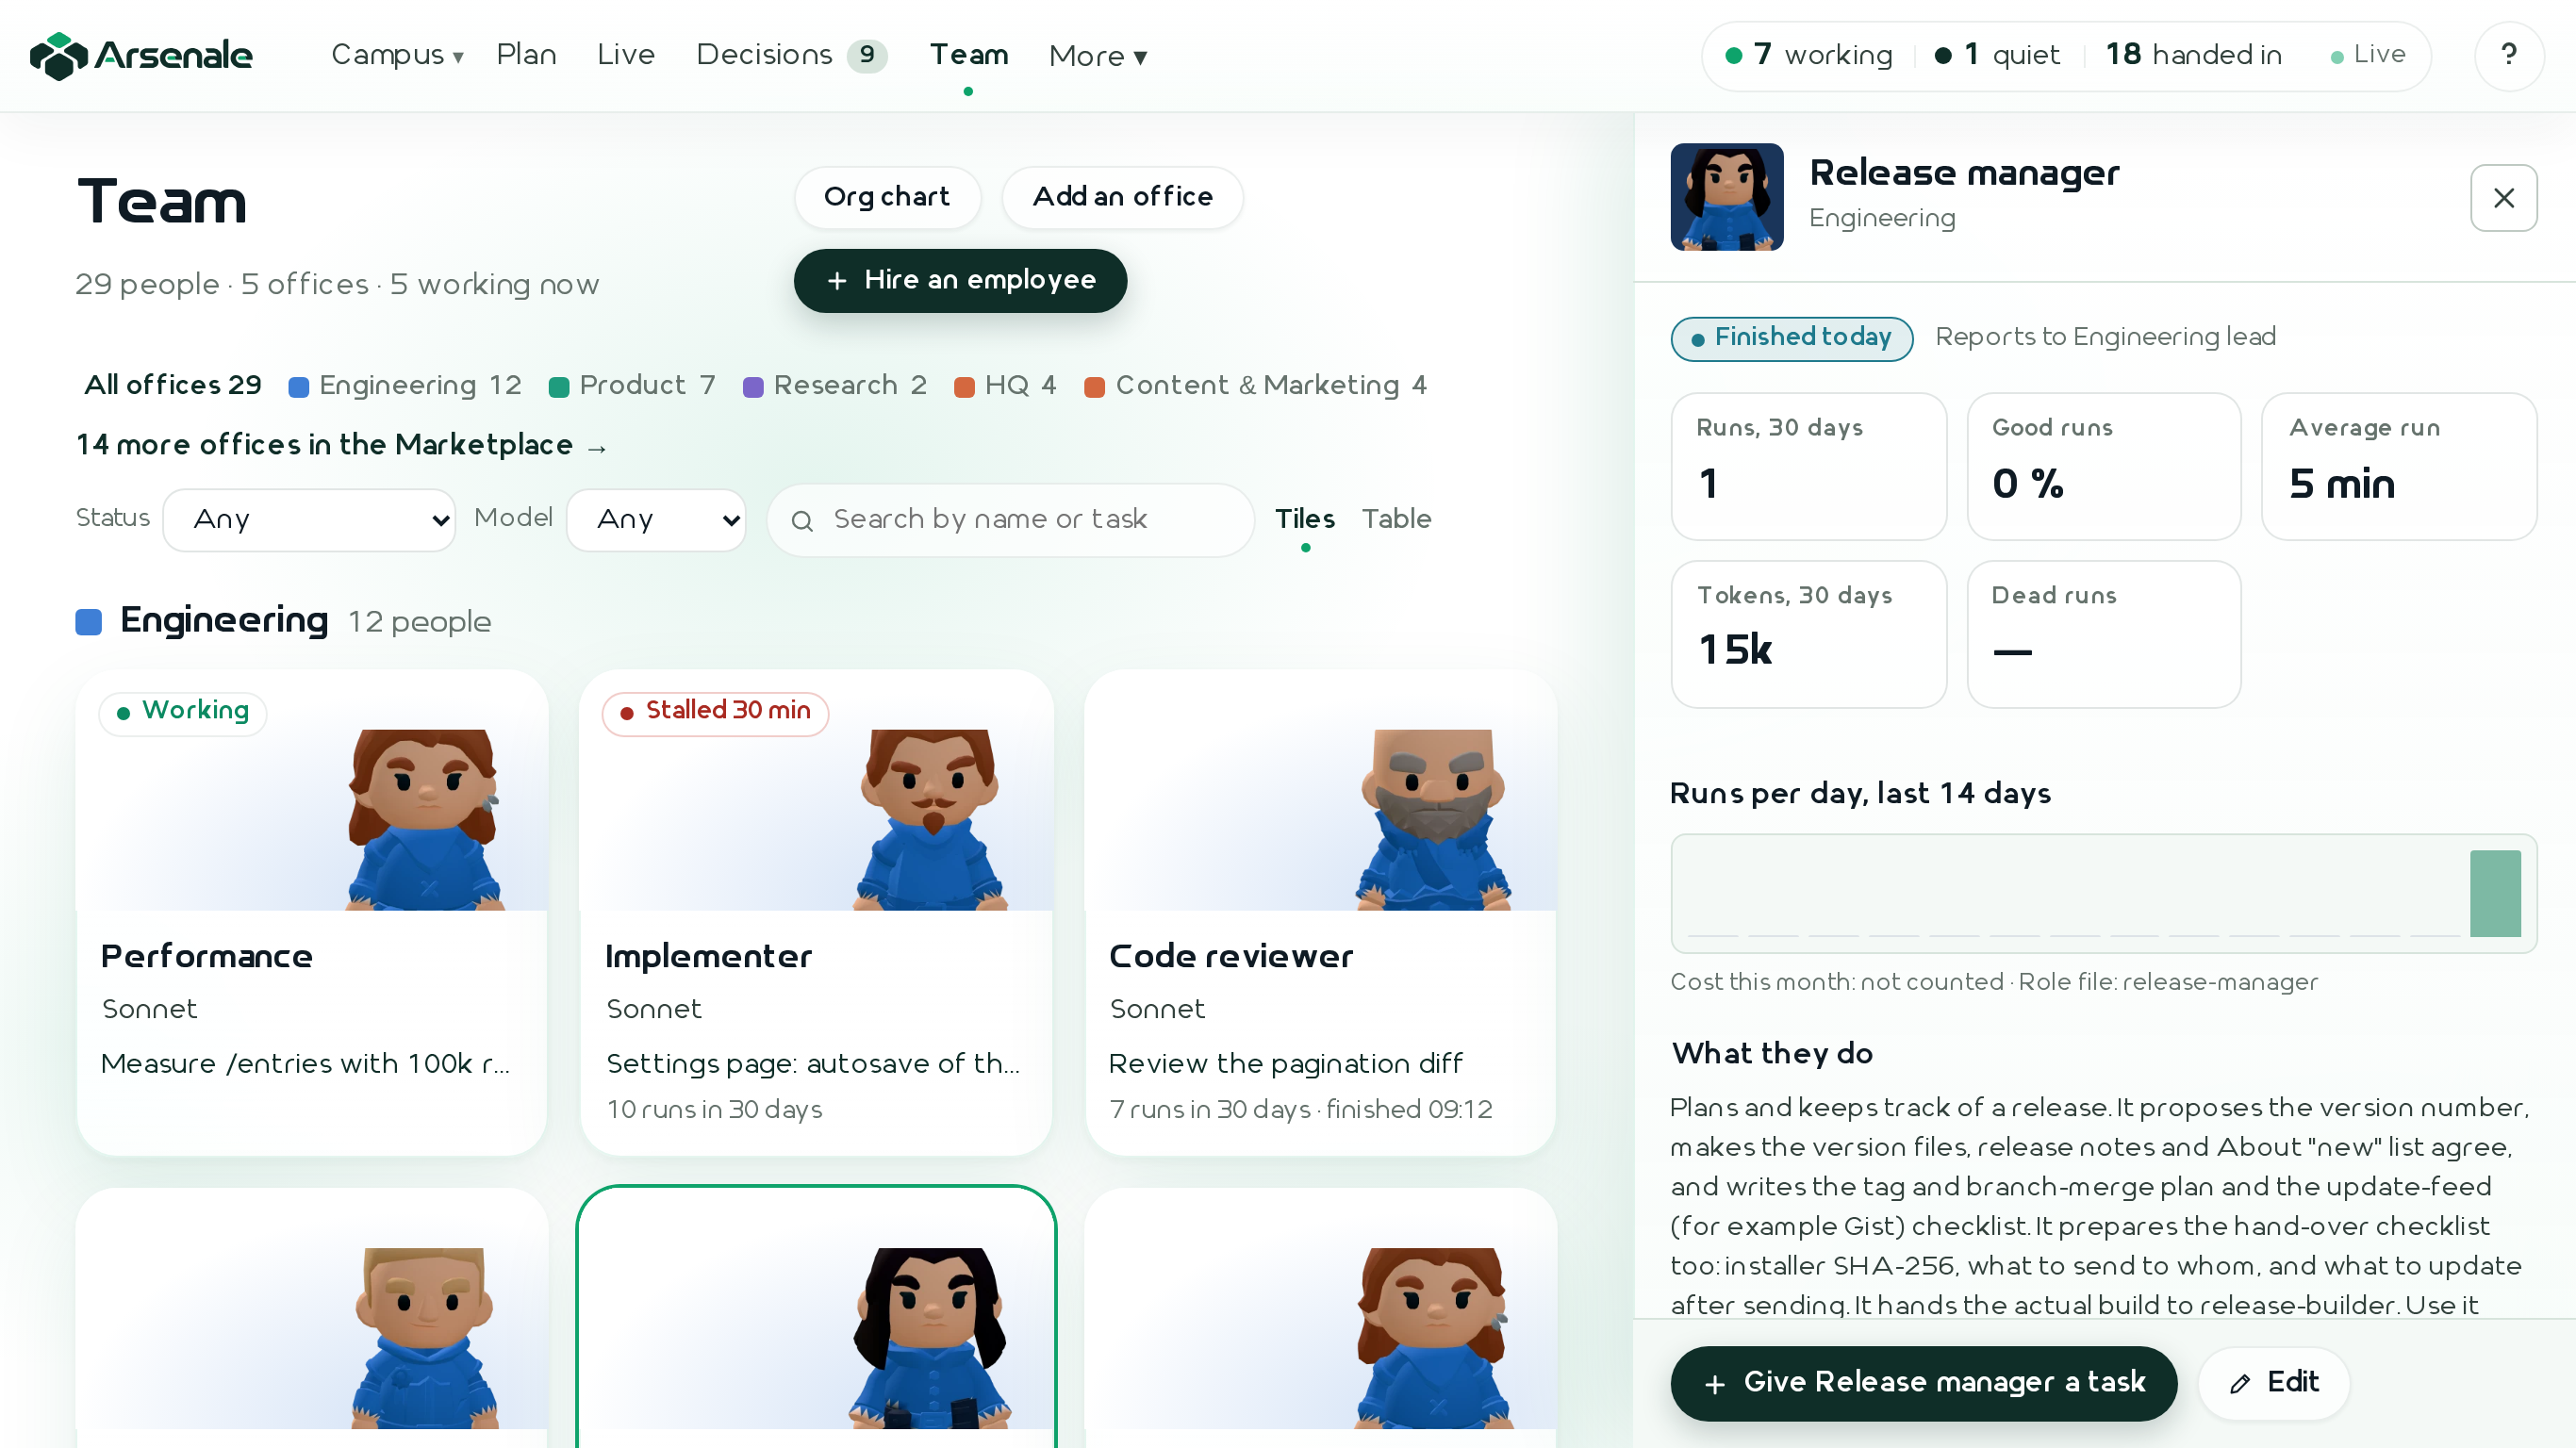 Arsenale
Campus ▾ Plan Live Decisions 9 Team More ▾
7 working 1 quiet 18 handed in Live ?
Team
29 people · 5 offices · 5 working now
Org chart Add an office
+ Hire an employee
All offices 29 Engineering 12 Product 7 Research 2 HQ 4 Content & Marketing 4
14 more offices in the Marketplace →
Status Any Model Any Search by name or task Tiles Table
Engineering 12 people
Working
Performance
Sonnet
Measure /entries with 100k r...
Stalled 30 min
Implementer
Sonnet
Settings page: autosave of th...
10 runs in 30 days
Code reviewer
Sonnet
Review the pagination diff
7 runs in 30 days · finished 09:12
Release manager
Engineering
Finished today Reports to Engineering lead
Runs, 30 days
1
Good runs
0 %
Average run
5 min
Tokens, 30 days
15k
Dead runs
—
Runs per day, last 14 days
Cost this month: not counted · Role file: release-manager
What they do
Plans and keeps track of a release. It proposes the version number,
makes the version files, release notes and About "new" list agree,
and writes the tag and branch-merge plan and the update-feed
(for example Gist) checklist. It prepares the hand-over checklist
too: installer SHA-256, what to send to whom, and what to update
after sending. It hands the actual build to release-builder. Use it
+ Give Release manager a task
Edit